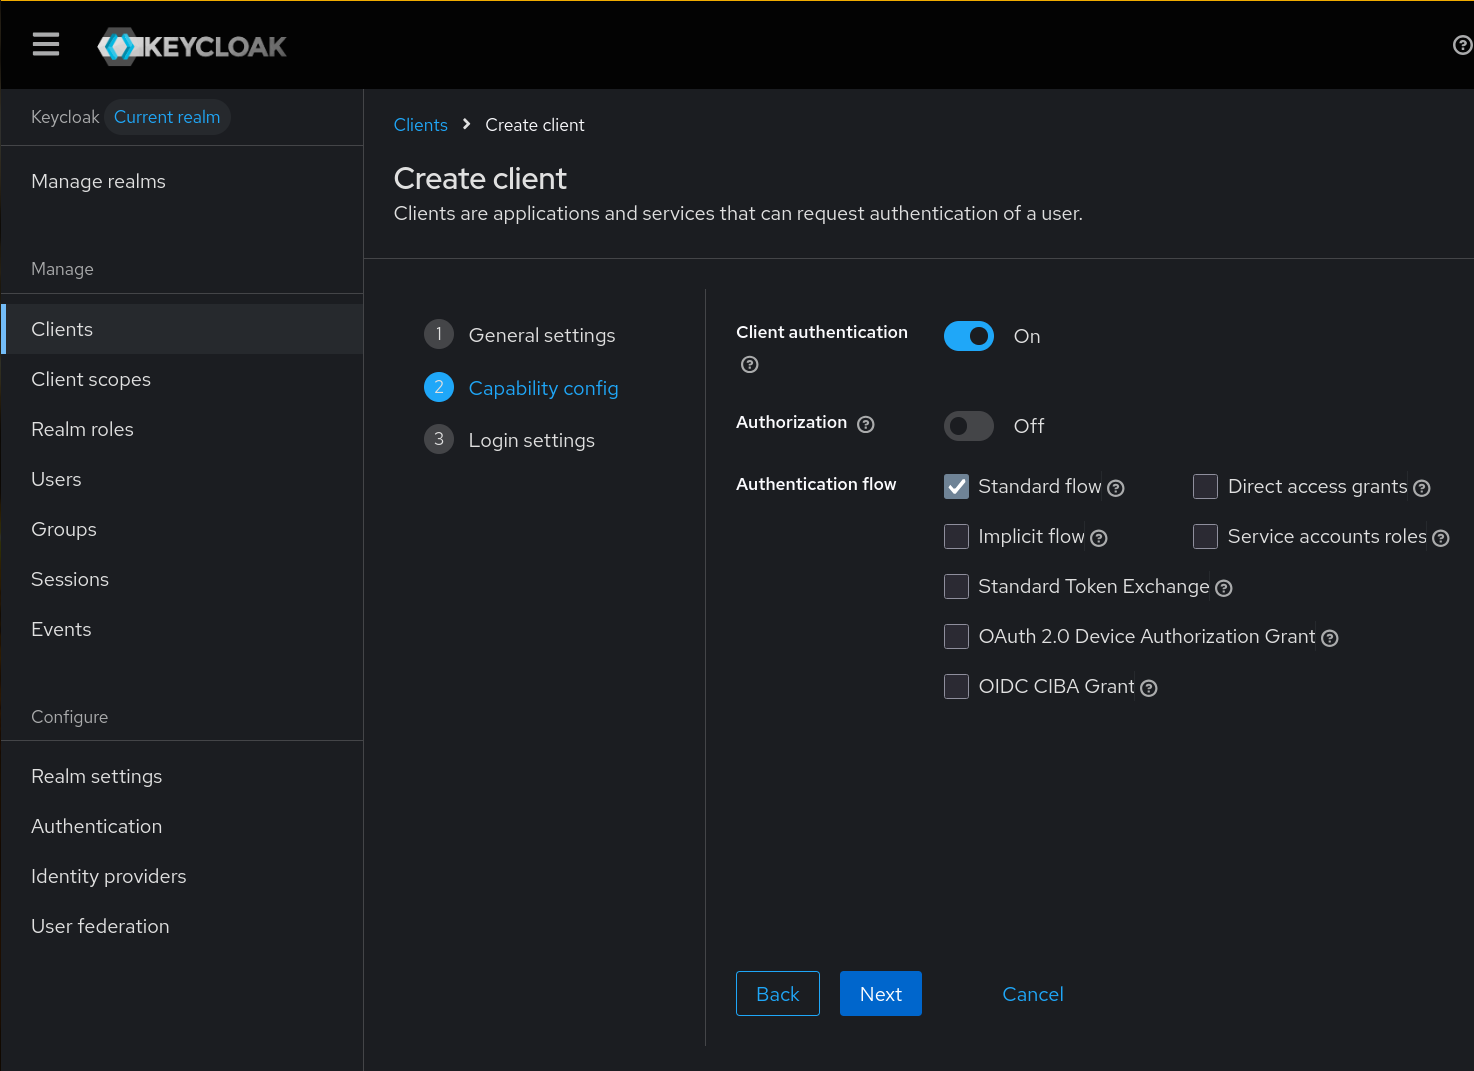 KEYCLOAK
Keycloak Current realm
Manage realms
Manage
Clients
Client scopes
Realm roles
Users
Groups
Sessions
Events
Configure
Realm settings
Authentication
Identity providers
User federation
Clients Create client
Create client
Clients are applications and services that can request authentication of a user.
1 General settings
2 Capability config
3 Login settings
Client authentication On
Authorization Off
Authentication flow
Standard flow Direct access grants
Implicit flow Service accounts roles
Standard Token Exchange
OAuth 2.0 Device Authorization Grant
OIDC CIBA Grant
Back Next Cancel